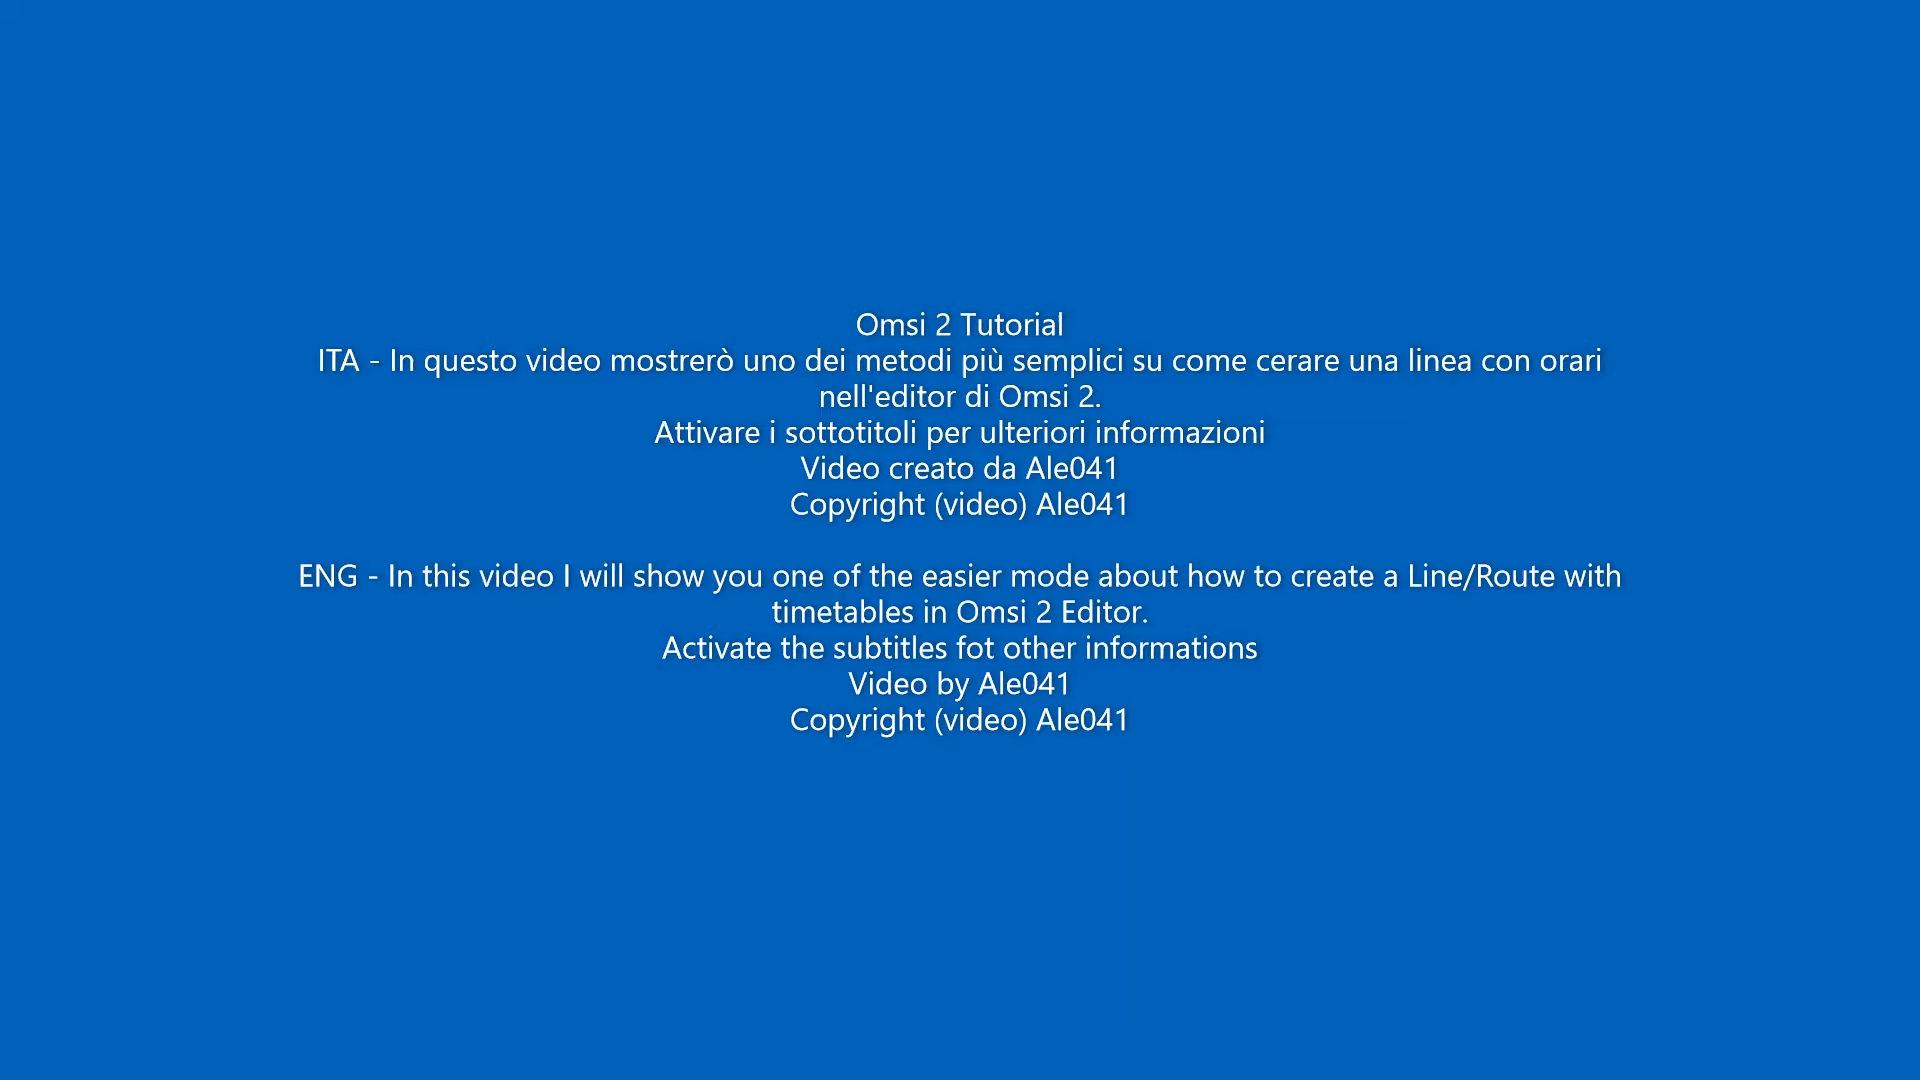 Omsi 2 Tutorial
ITA - In questo video mostrerò uno dei metodi più semplici su come cerare una linea con orari
nell'editor di Omsi 2.
Attivare i sottotitoli per ulteriori informazioni
Video creato da Ale041
Copyright (video) Ale041
ENG - In this video I will show you one of the easier mode about how to create a Line/Route with
timetables in Omsi 2 Editor.
Activate the subtitles fot other informations
Video by Ale041
Copyright (video) Ale041